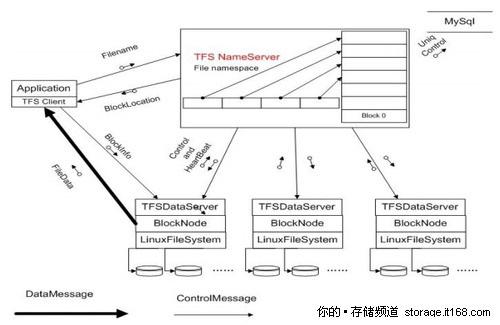 MySql
Filename
TFS NameServer
File namespace
Uniq
Control
Application
TFS Client
BlockLocation
Block 0
BlockInfo
FileData
Control
and
HeartBeat
TFSDataServer
BlockNode
LinuxFileSystem
......
TFSDataServer
BlockNode
LinuxFileSystem
......
TFSDataServer
BlockNode
LinuxFileSystem
......
DataMessage
ControlMessage
你的·存储频道 storage.it168.com